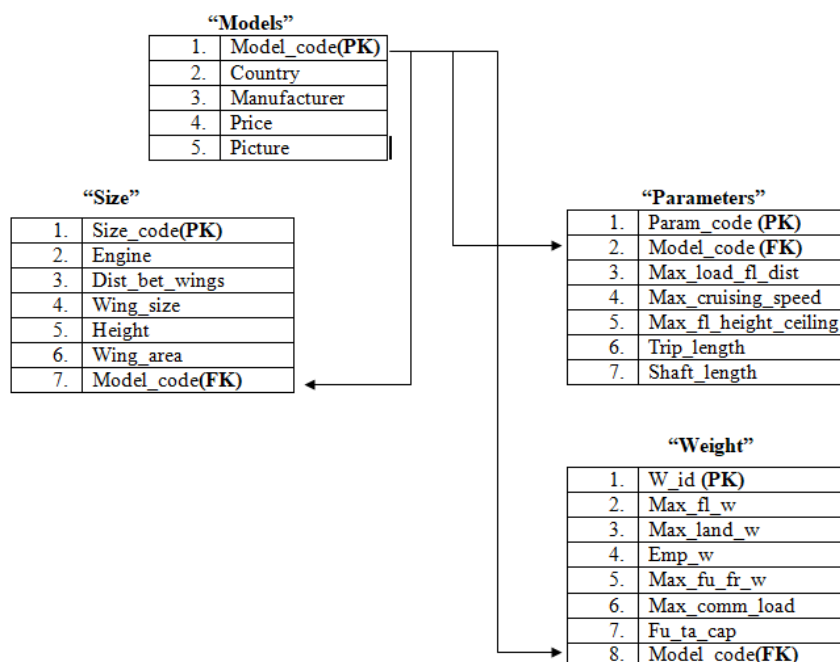 “Models”
1. Model_code(PK)
2. Country
3. Manufacturer
4. Price
5. Picture
“Size”
1. Size_code(PK)
2. Engine
3. Dist_bet_wings
4. Wing_size
5. Height
6. Wing_area
7. Model_code(FK)
“Parameters”
1. Param_code (PK)
2. Model_code (FK)
3. Max_load_fl_dist
4. Max_cruising_speed
5. Max_fl_height_ceiling
6. Trip_length
7. Shaft_length
“Weight”
1. W_id (PK)
2. Max_fl_w
3. Max_land_w
4. Emp_w
5. Max_fu_fr_w
6. Max_comm_load
7. Fu_ta_cap
8. Model_code(FK)